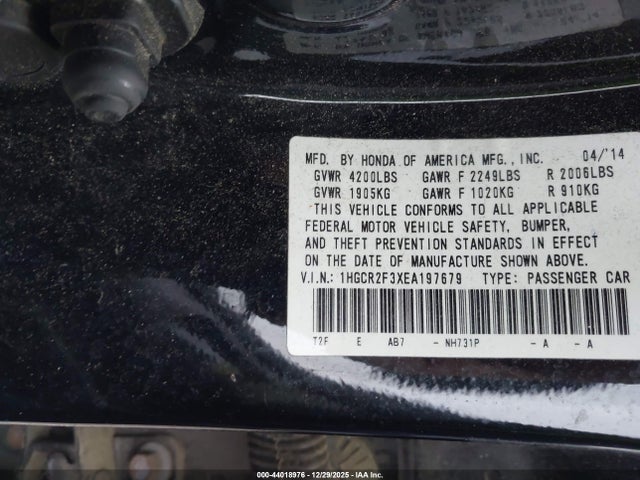 MFD. BY HONDA OF AMERICA MFG., INC. 04/'14
GVWR 4200LBS GAWR F 2249LBS R 2006LBS
GVWR 1905KG GAWR F 1020KG R 910KG
THIS VEHICLE CONFORMS TO ALL APPLICABLE
FEDERAL MOTOR VEHICLE SAFETY, BUMPER,
AND THEFT PREVENTION STANDARDS IN EFFECT
ON THE DATE OF MANUFACTURE SHOWN ABOVE.
V.I.N.: 1HGCR2F3XEA197679 TYPE: PASSENGER CAR
T2F E AB7 - NH731P - A - A
000-44018976 - 12/29/2025 - IAA Inc.